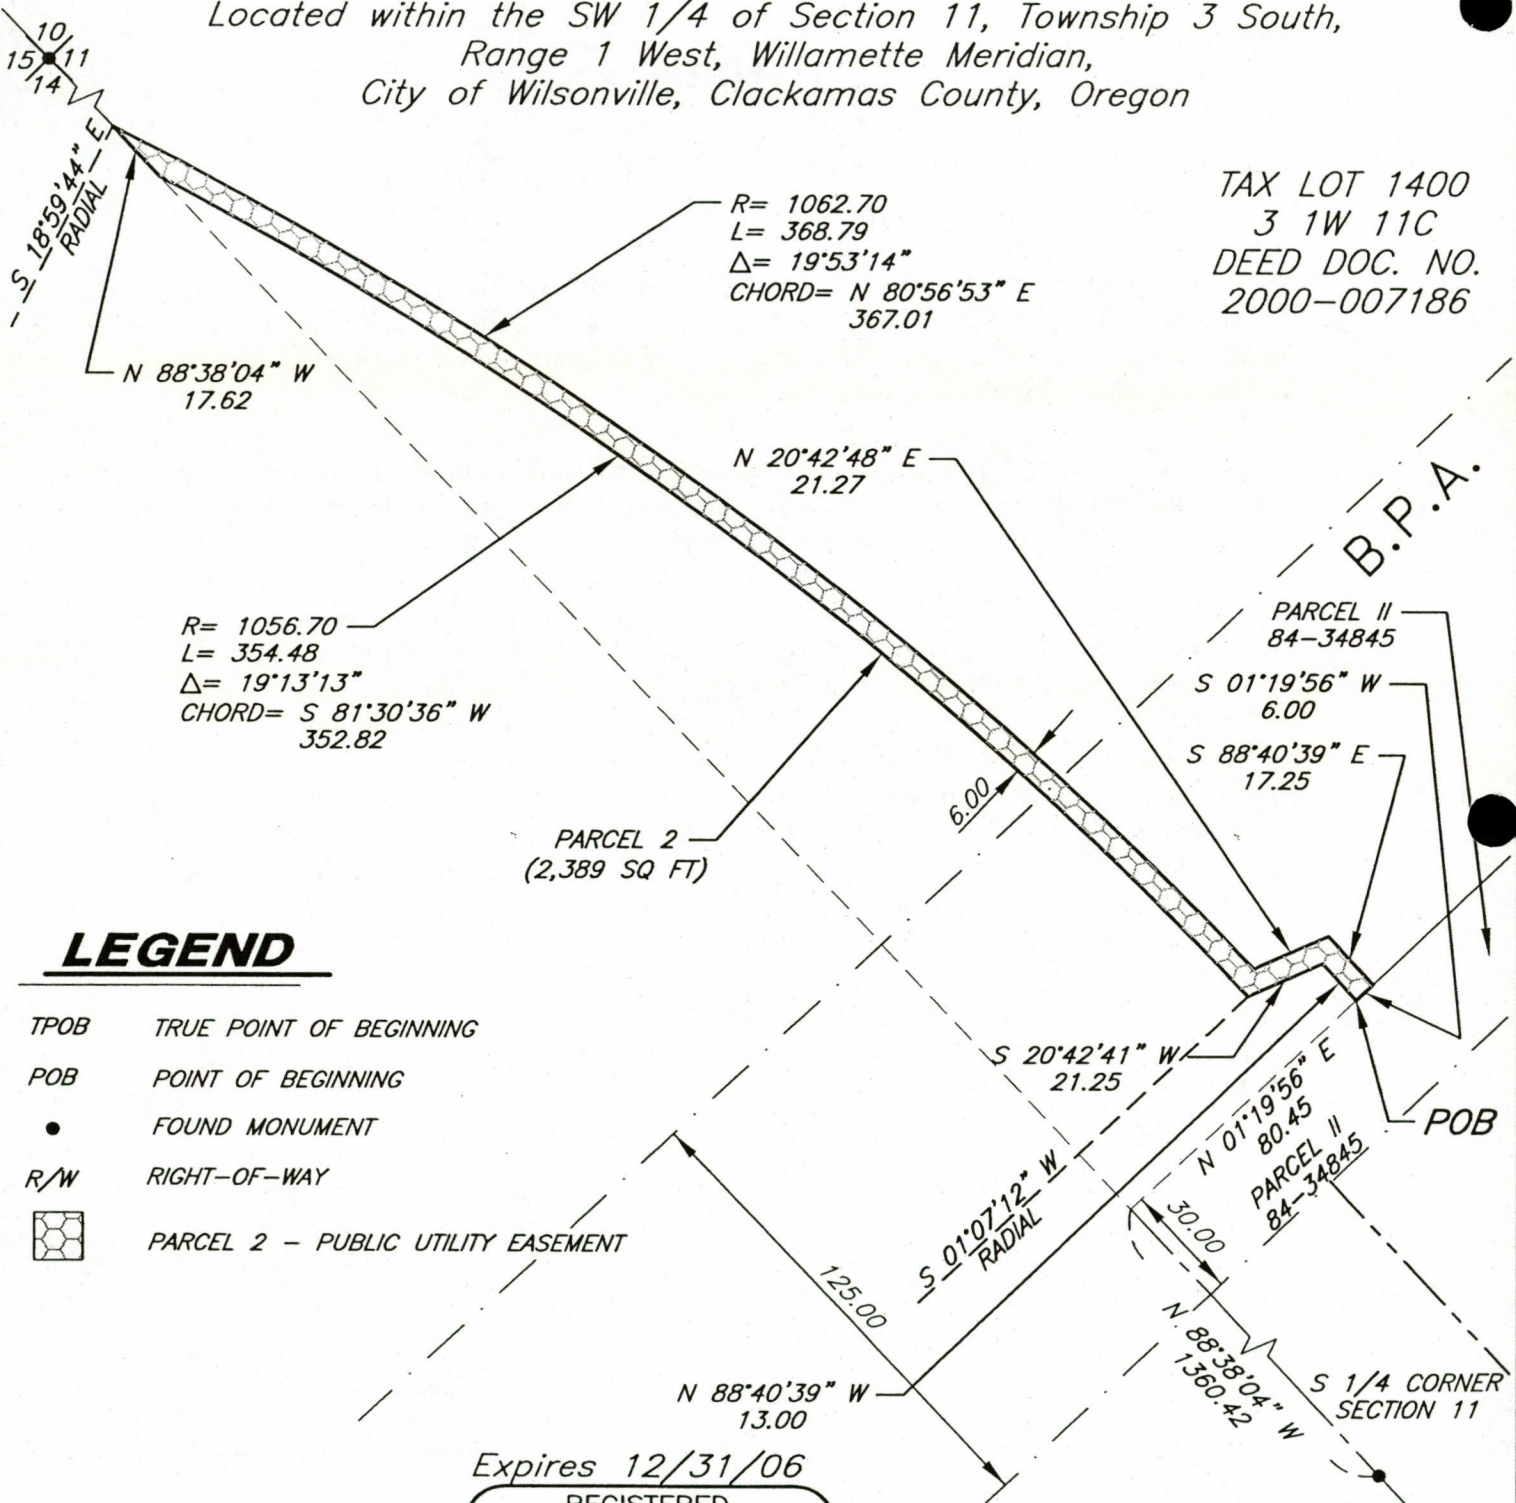 Located within the SW 1/4 of Section 11, Township 3 South,
Range 1 West, Willamette Meridian,
City of Wilsonville, Clackamas County, Oregon
10
15 11
14
S 18°59'44" E
RADIAL
R= 1062.70
L= 368.79
Δ= 19°53'14"
CHORD= N 80°56'53" E
367.01
TAX LOT 1400
3 1W 11C
DEED DOC. NO.
2000-007186
N 88°38'04" W
17.62
N 20°42'48" E
21.27
B.P.A.
R= 1056.70
L= 354.48
Δ= 19°13'13"
CHORD= S 81°30'36" W
352.82
PARCEL II
84-34845
S 01°19'56" W
6.00
S 88°40'39" E
17.25
6.00
PARCEL 2
(2,389 SQ FT)
LEGEND
TPOB TRUE POINT OF BEGINNING
POB POINT OF BEGINNING
FOUND MONUMENT
R/W RIGHT-OF-WAY
PARCEL 2 - PUBLIC UTILITY EASEMENT
S 20°42'41" W
21.25
N 01°19'56" E
80.45
PARCEL II
84-34845
POB
S 01°07'12" W
RADIAL
30.00
125.00
N 88°38'04" W
1360.42
S 1/4 CORNER
SECTION 11
N 88°40'39" W
13.00
Expires 12/31/06
REGISTERED